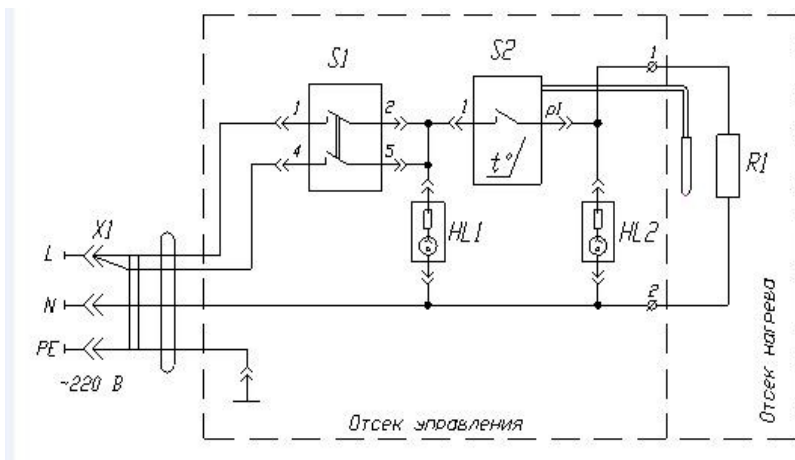 S1
S2
1
1
2
1
p1
4
5
t°
R1
HL1
HL2
X1
L
N
2
PE
~220 В
Отсек управления
Отсек нагрева